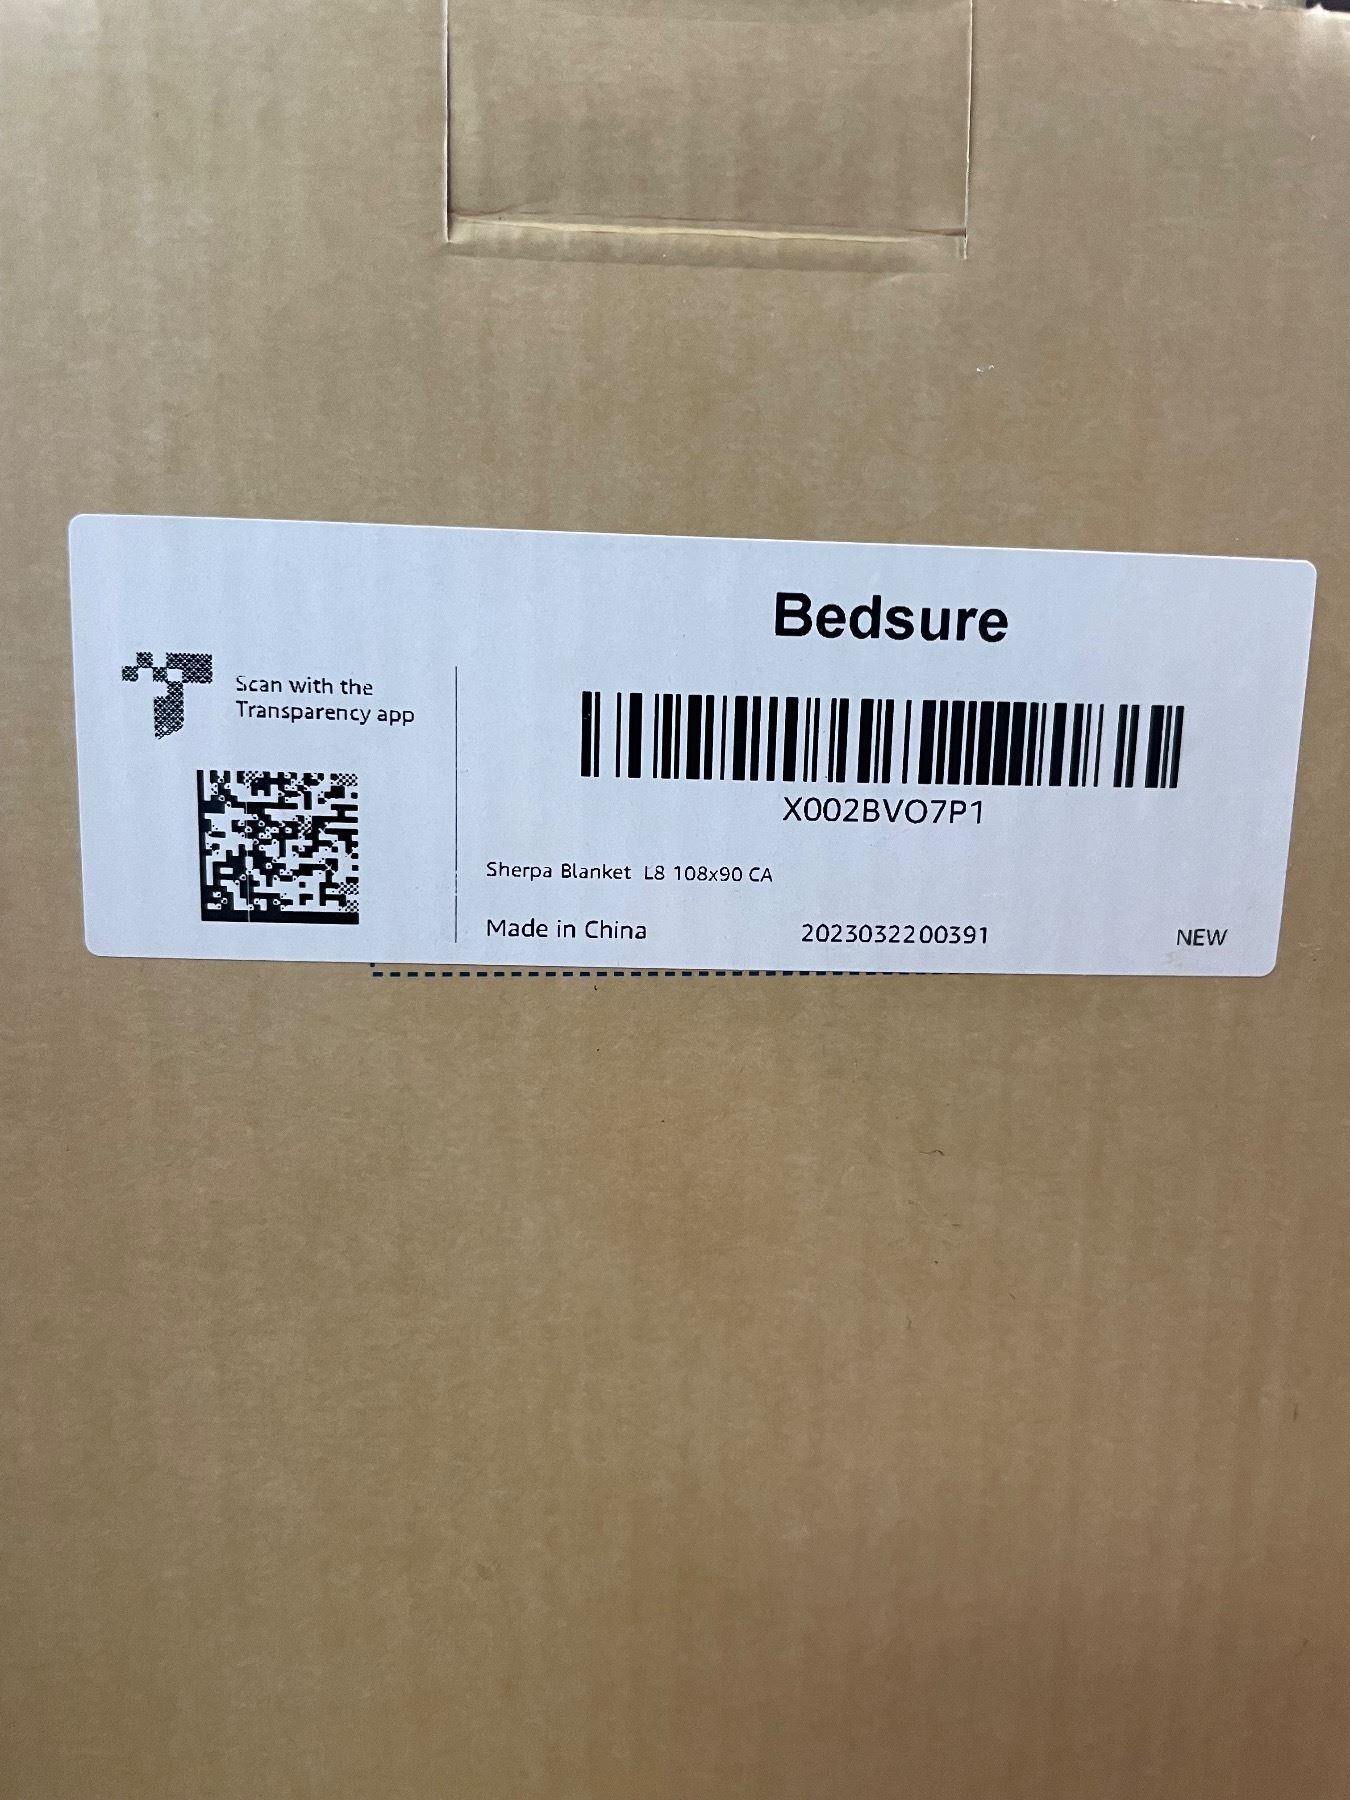 Bedsure
Scan with the
Transparency app
X002BVO7P1
Sherpa Blanket L8 108x90 CA
Made in China 2023032200391 NEW